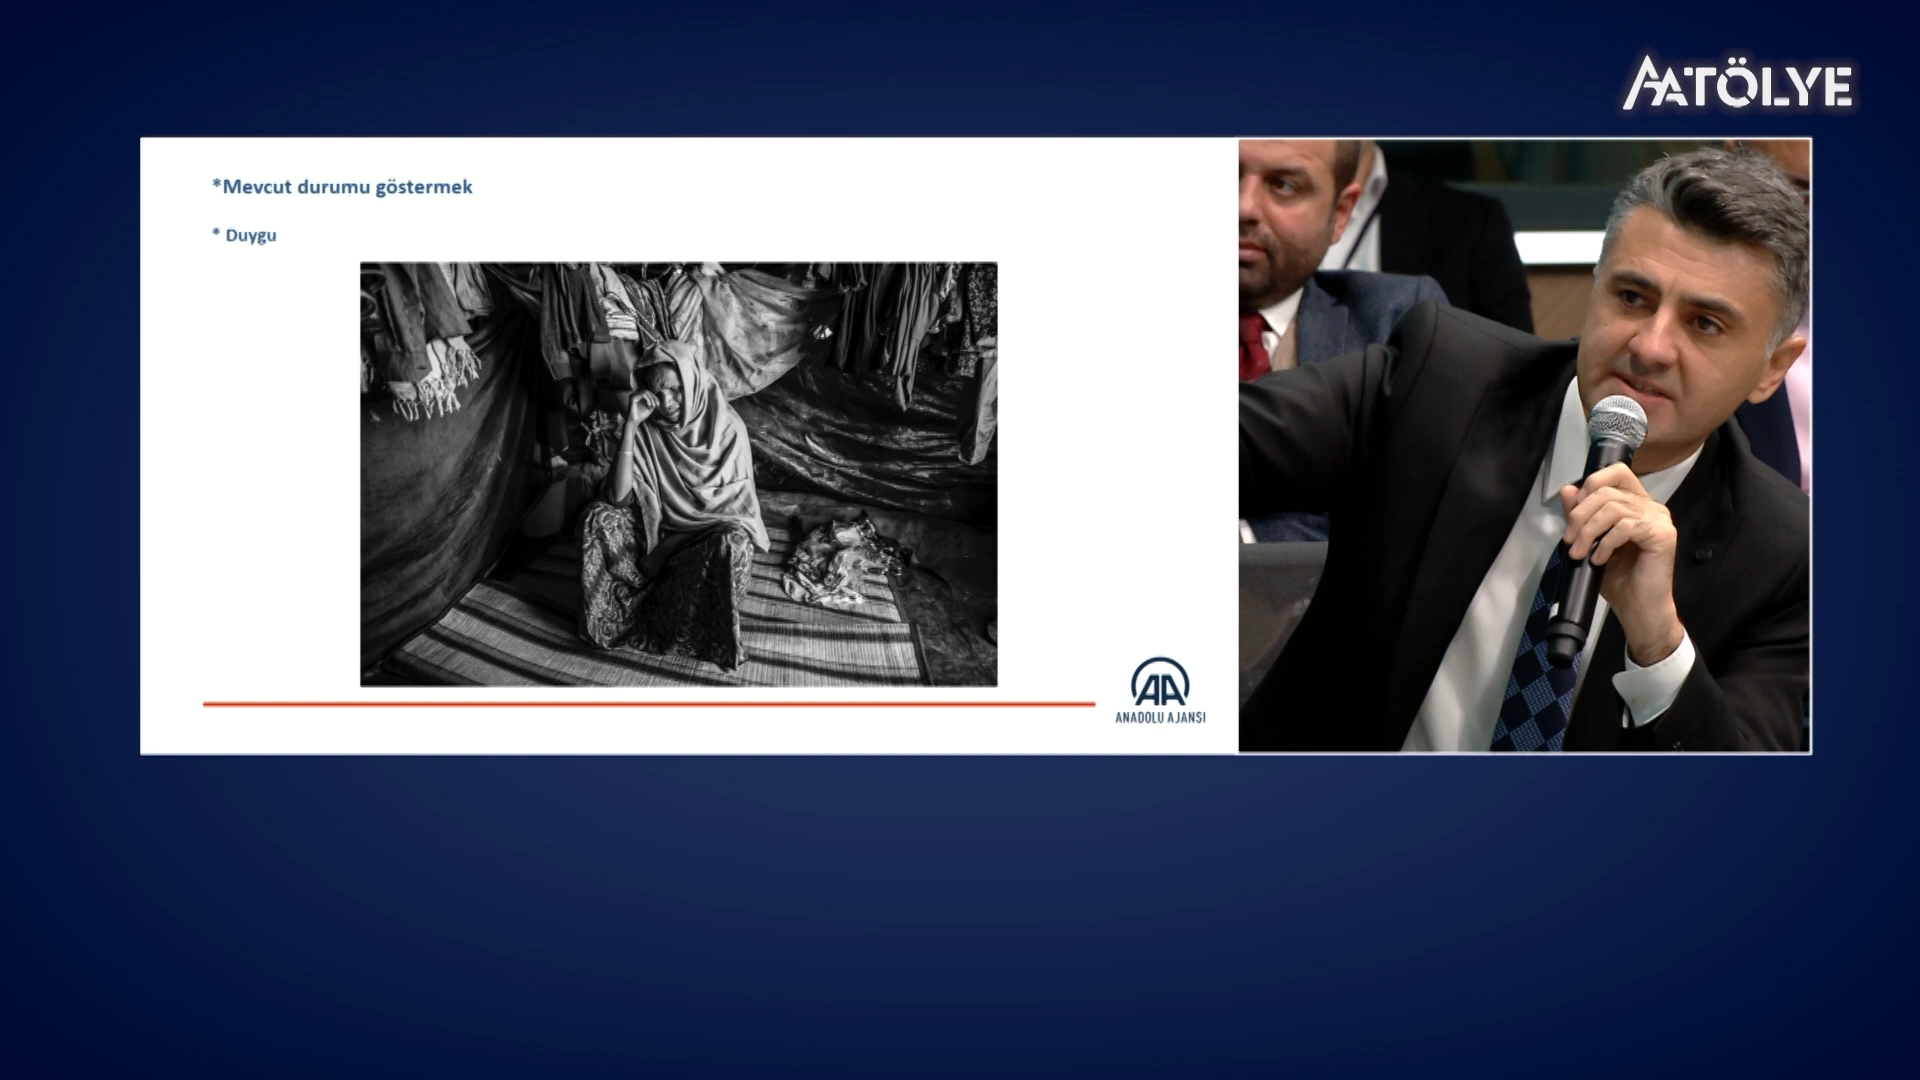 AATÖLYE
*Mevcut durumu göstermek
* Duygu
AA
ANADOLU AJANSI